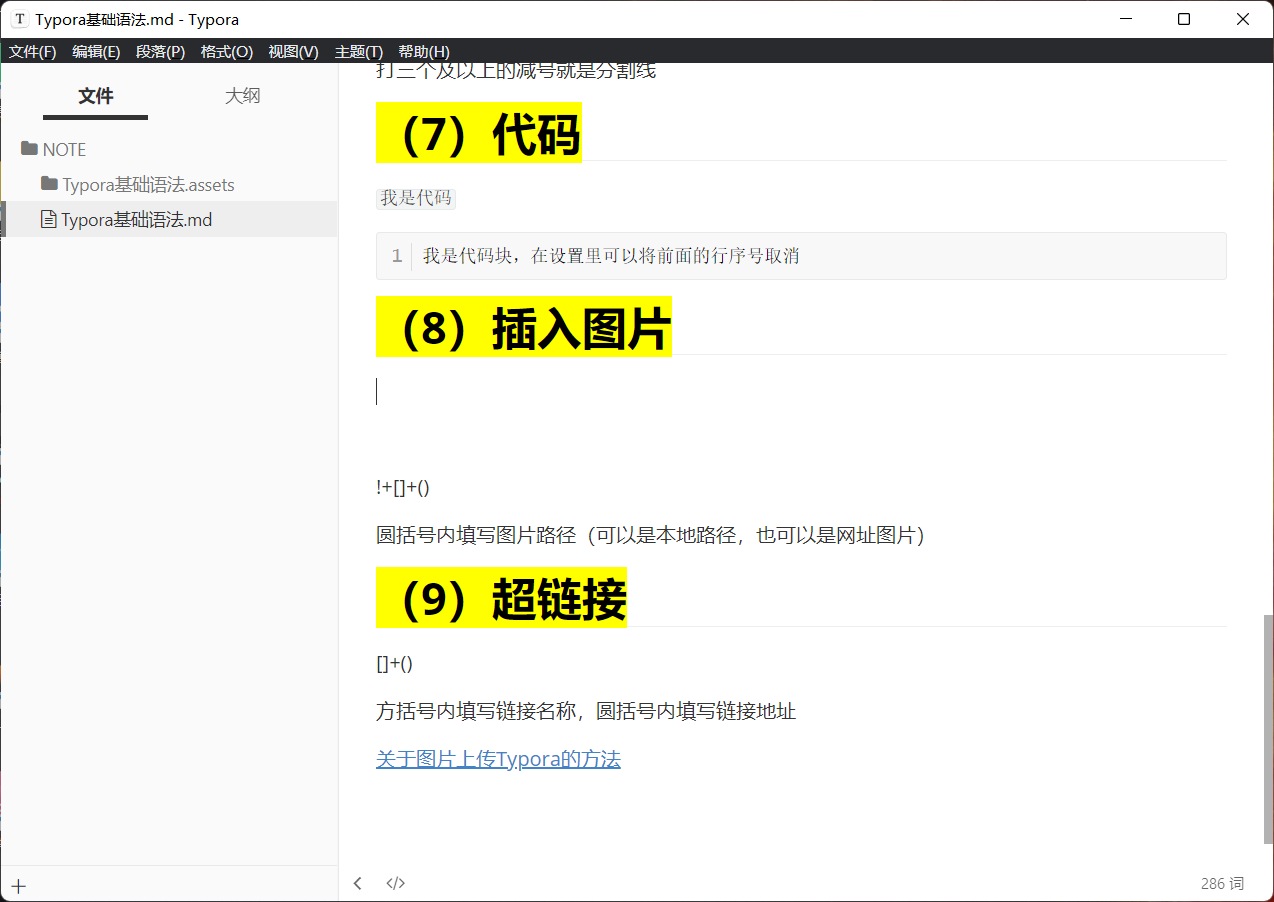 Typora基础语法.md - Typora
文件(F) 编辑(E) 段落(P) 格式(O) 视图(V) 主题(T) 帮助(H)
文件 大纲
NOTE
Typora基础语法.assets
Typora基础语法.md
打三个及以上的减号就是分割线
（7）代码
我是代码
1 我是代码块，在设置里可以将前面的行序号取消
（8）插入图片
!+[]+()
圆括号内填写图片路径（可以是本地路径，也可以是网址图片）
（9）超链接
[]+()
方括号内填写链接名称，圆括号内填写链接地址
关于图片上传Typora的方法
286 词